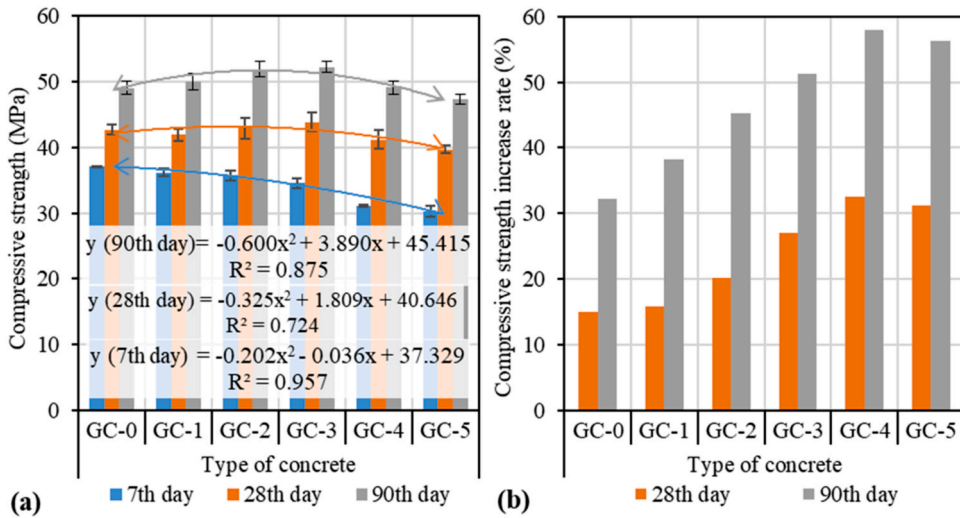 60
50
40
30
20
10
0
Compressive strength (MPa)
y (90th day)= -0.600x² + 3.890x + 45.415
R² = 0.875
y (28th day) = -0.325x² + 1.809x + 40.646
R² = 0.724
y (7th day) = -0.202x² - 0.036x + 37.329
R² = 0.957
GC-0 GC-1 GC-2 GC-3 GC-4 GC-5
Type of concrete
(a)
7th day 28th day 90th day
60
50
40
30
20
10
0
Compressive strength increase rate (%)
GC-0 GC-1 GC-2 GC-3 GC-4 GC-5
Type of concrete
(b)
28th day 90th day